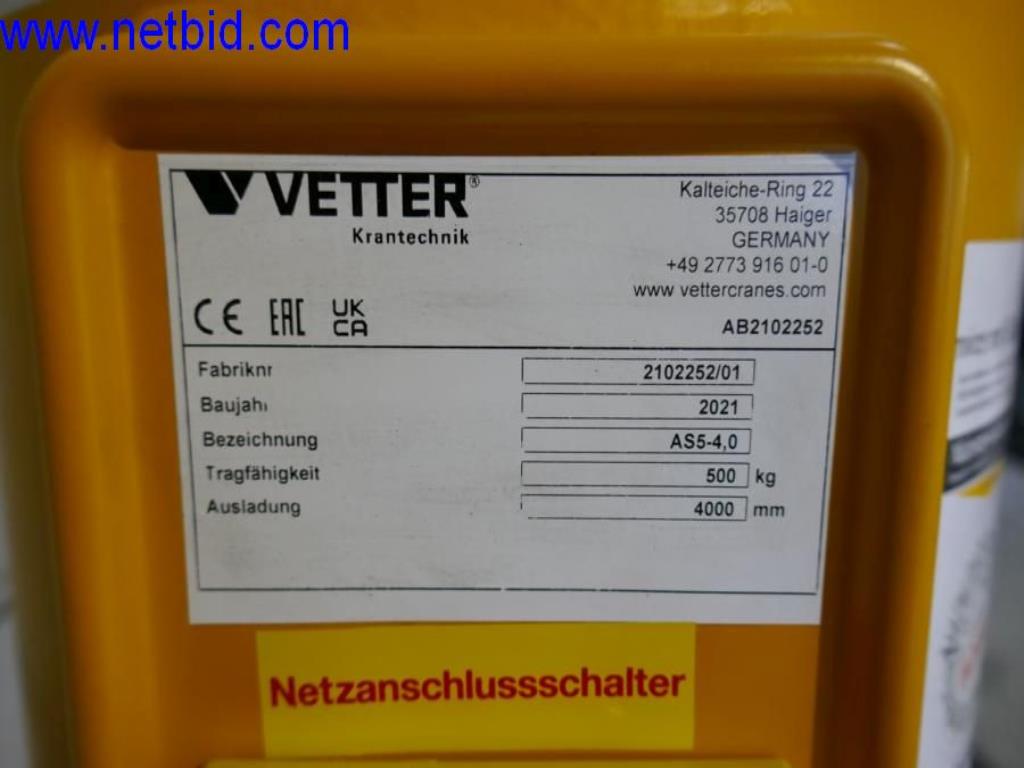 www.netbid.com
VETTER®
Krantechnik
Kalteiche-Ring 22
35708 Haiger
GERMANY
+49 2773 916 01-0
www vettercranes.com
CE EAC UK
CA
AB2102252
Fabriknr 2102252/01
Baujahr 2021
Bezeichnung AS5-4,0
Tragfähigkeit 500 kg
Ausladung 4000 mm
Netzanschlussschalter